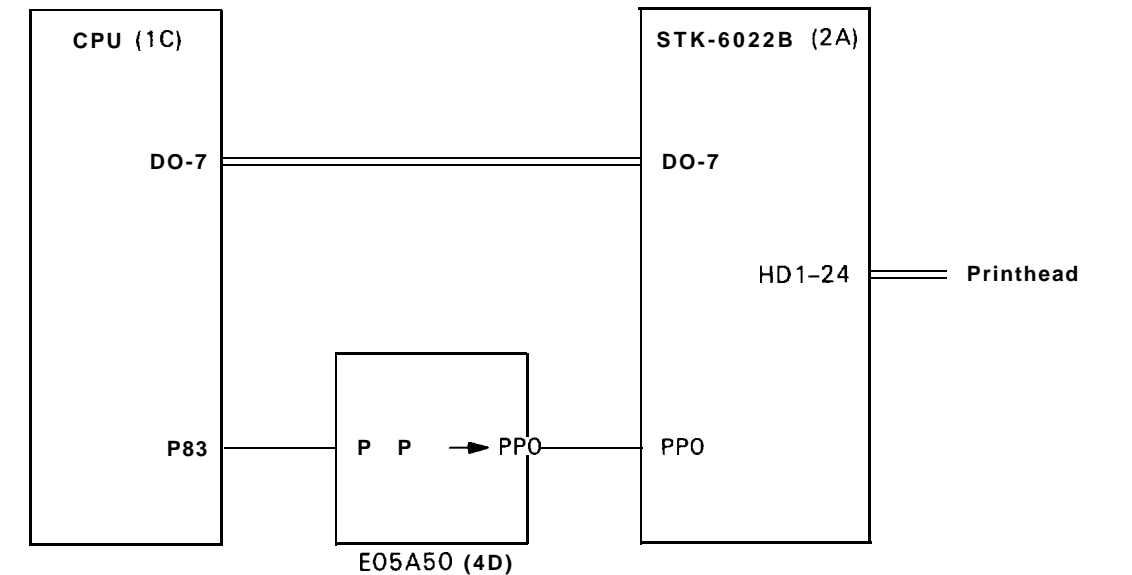 CPU (1C)
STK-6022B (2A)
DO-7
DO-7
HD1-24
Printhead
P83
P P
PPO
PPO
E05A50 (4D)